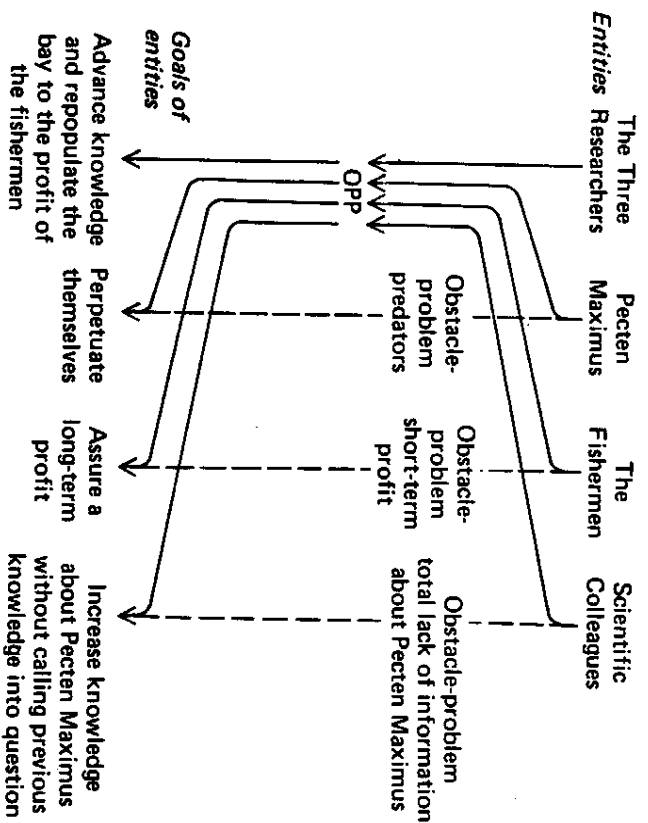 Entities
The Three
Researchers
Pecten
Maximus
The
Fishermen
Scientific
Colleagues
Obstacle-
problem
predators
Obstacle-
problem
short-term
profit
Obstacle-problem
total lack of information
about Pecten Maximus
OPP
Goals of
entities
Advance knowledge
and repopulate the
bay to the profit of
the fishermen
Perpetuate
themselves
Assure a
long-term
profit
Increase knowledge
about Pecten Maximus
without calling previous
knowledge into question